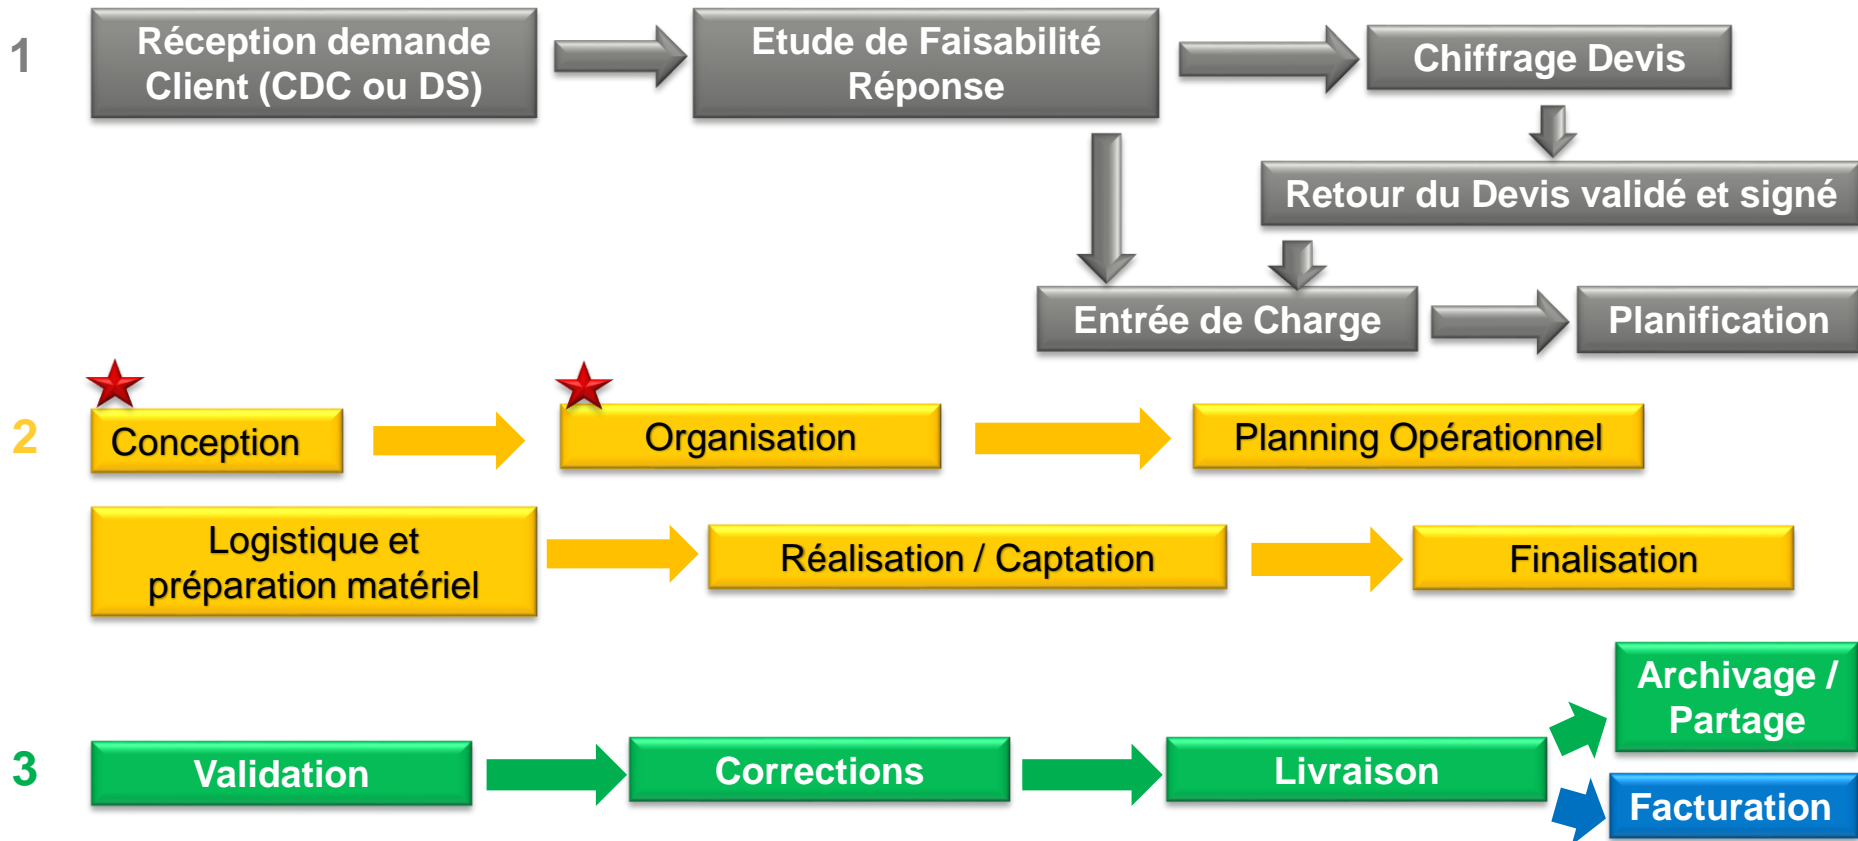 1
Réception demande
Client (CDC ou DS)
Etude de Faisabilité
Réponse
Chiffrage Devis
Retour du Devis validé et signé
Entrée de Charge
Planification
2
Conception
Organisation
Planning Opérationnel
Logistique et
préparation matériel
Réalisation / Captation
Finalisation
3
Validation
Corrections
Livraison
Archivage /
Partage
Facturation